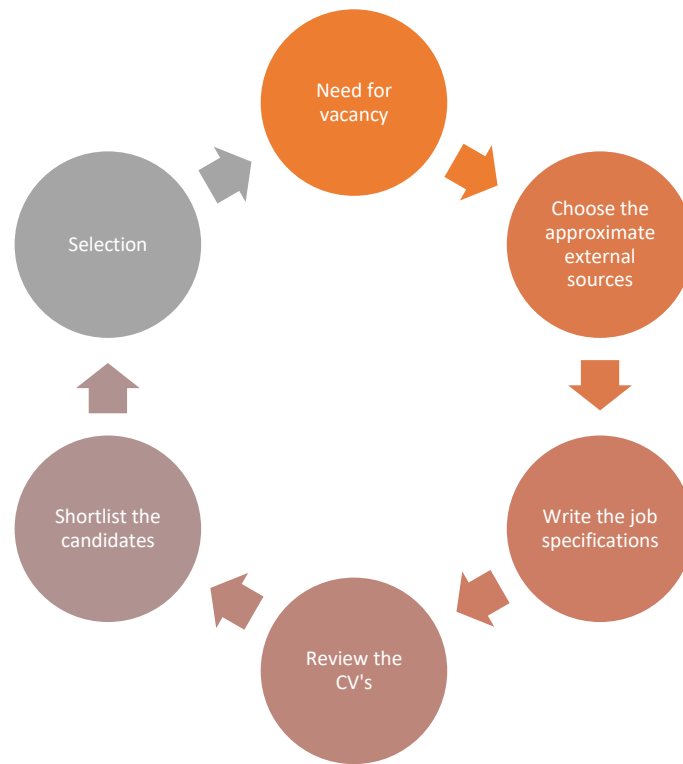 Need for
vacancy
Choose the
approximate
external
sources
Write the job
specifications
Review the
CV's
Shortlist the
candidates
Selection